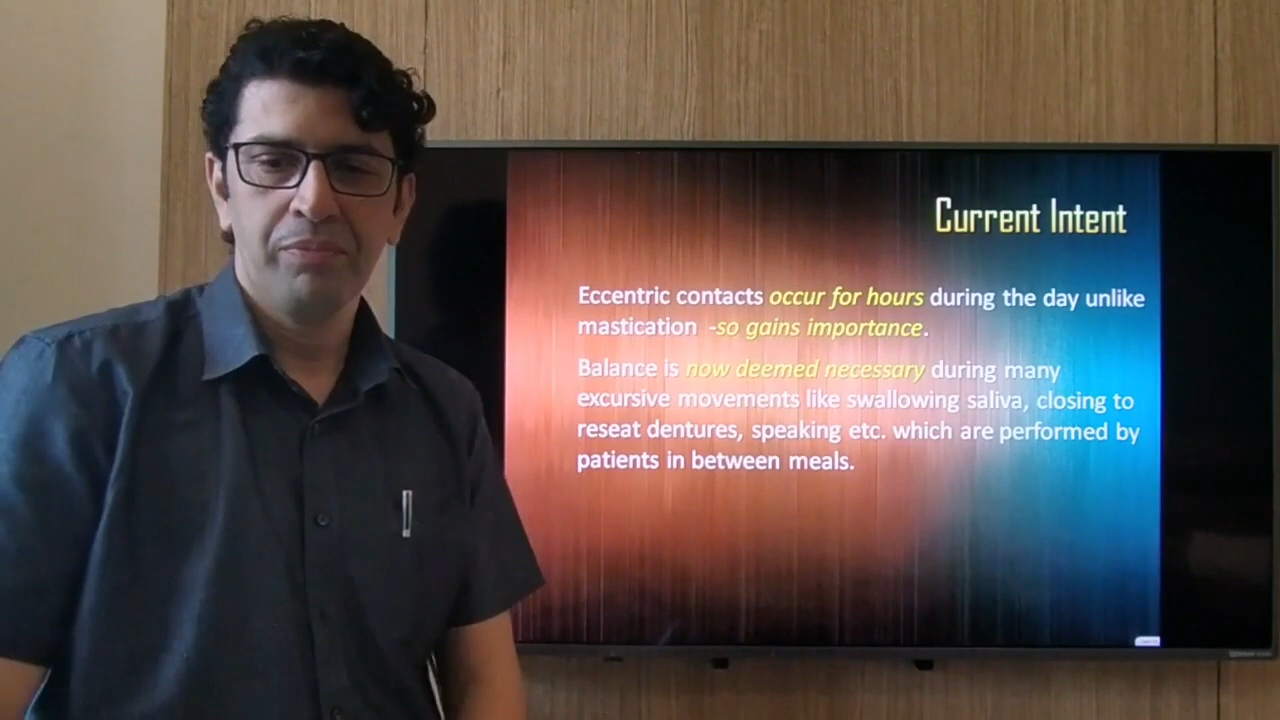 Current Intent
Eccentric contacts occur for hours during the day unlike
mastication -so gains importance.
Balance is now deemed necessary during many
excursive movements like swallowing saliva, closing to
reseat dentures, speaking etc. which are performed by
patients in between meals.